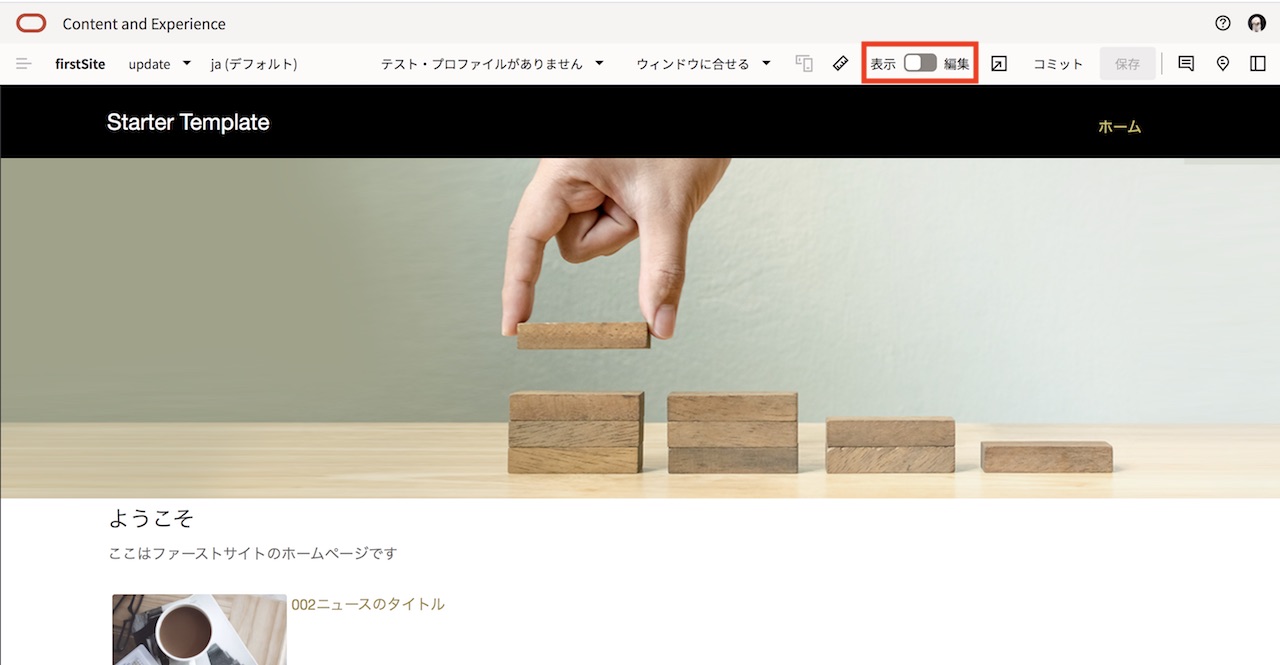 Content and Experience
firstSite update ja (デフォルト) テスト・プロファイルがありません ウィンドウに合せる 表示 編集 コミット 保存
Starter Template
ホーム
ようこそ
ここはファーストサイトのホームページです
002ニュースのタイトル